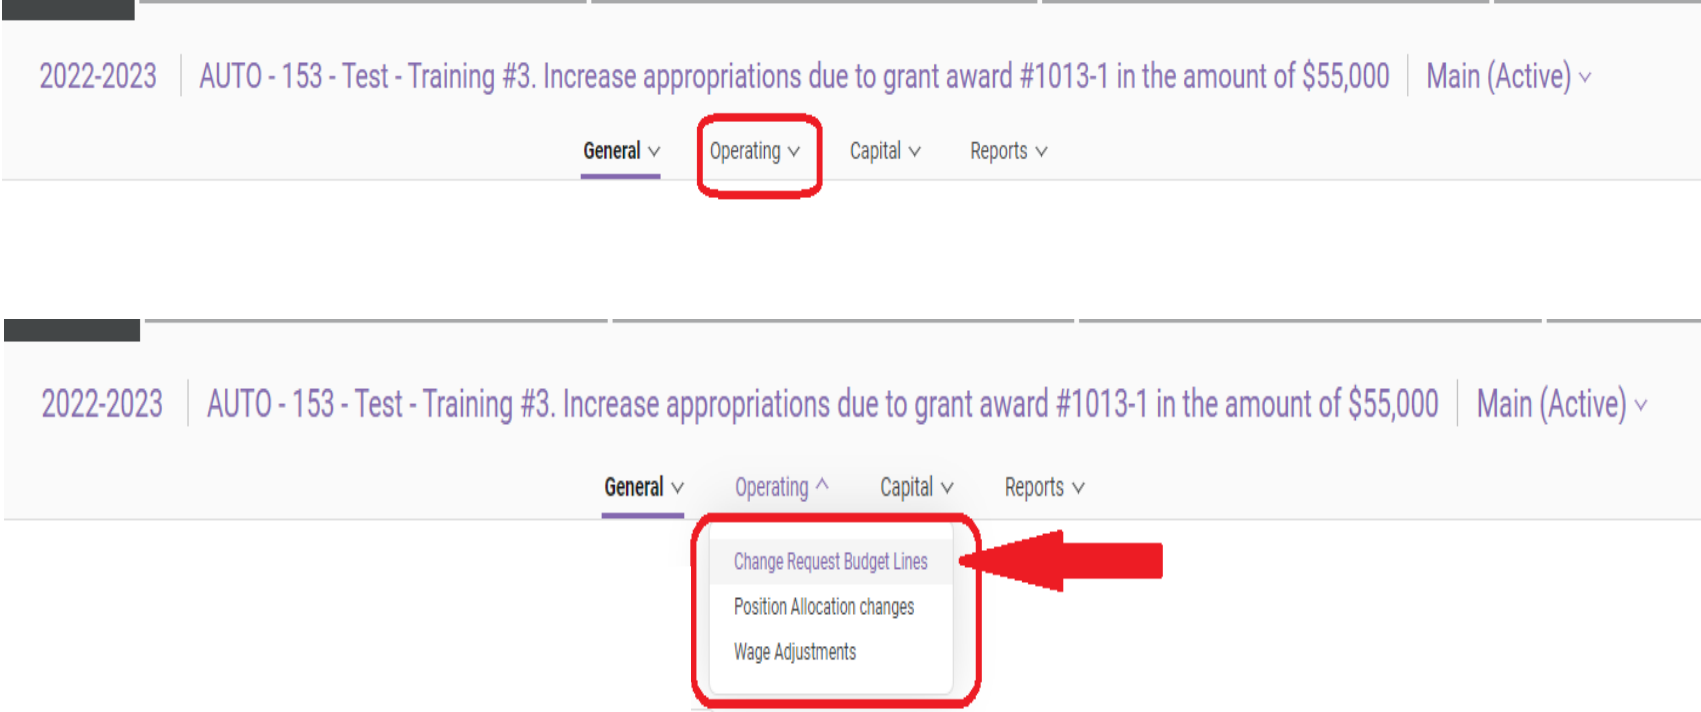 2022-2023 AUTO - 153 - Test - Training #3. Increase appropriations due to grant award #1013-1 in the amount of $55,000 Main (Active)
General Operating Capital Reports
2022-2023 AUTO - 153 - Test - Training #3. Increase appropriations due to grant award #1013-1 in the amount of $55,000 Main (Active)
General Operating Capital Reports
Change Request Budget Lines
Position Allocation changes
Wage Adjustments